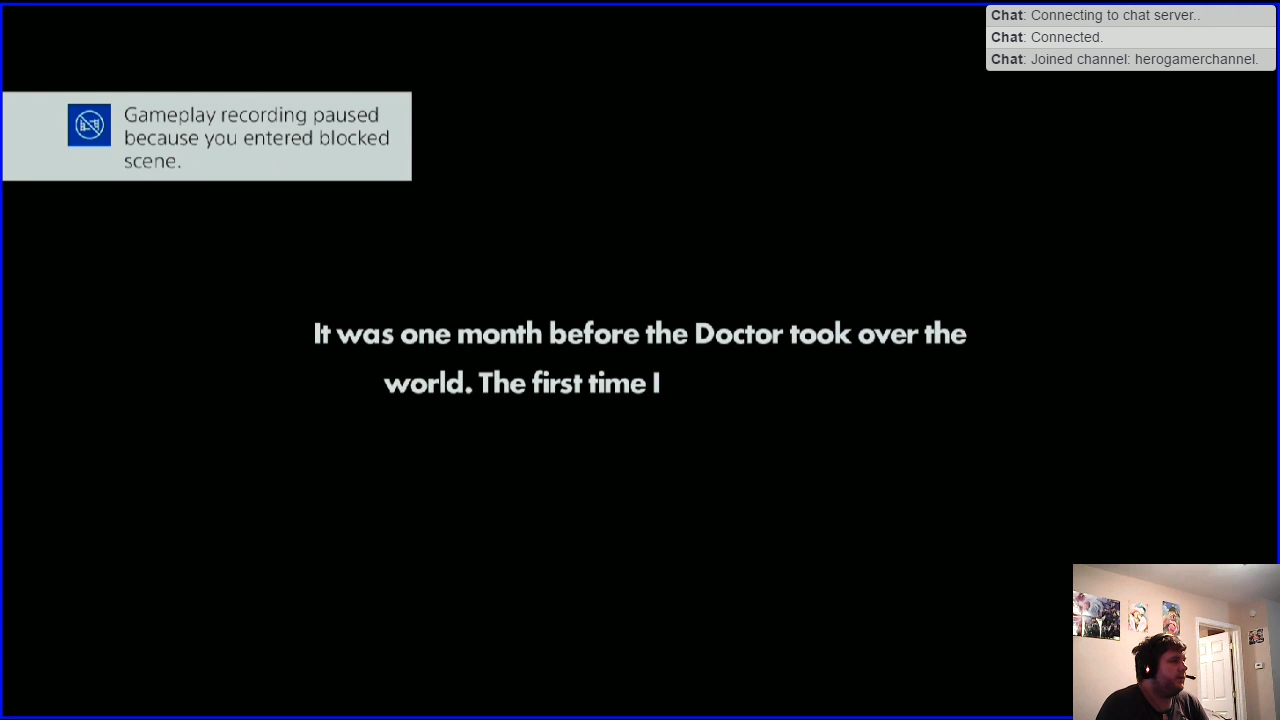 Chat: Connecting to chat server..
Chat: Connected.
Chat: Joined channel: herogamerchannel.
Gameplay recording paused
because you entered blocked
scene.
It was one month before the Doctor took over the
world. The first time I